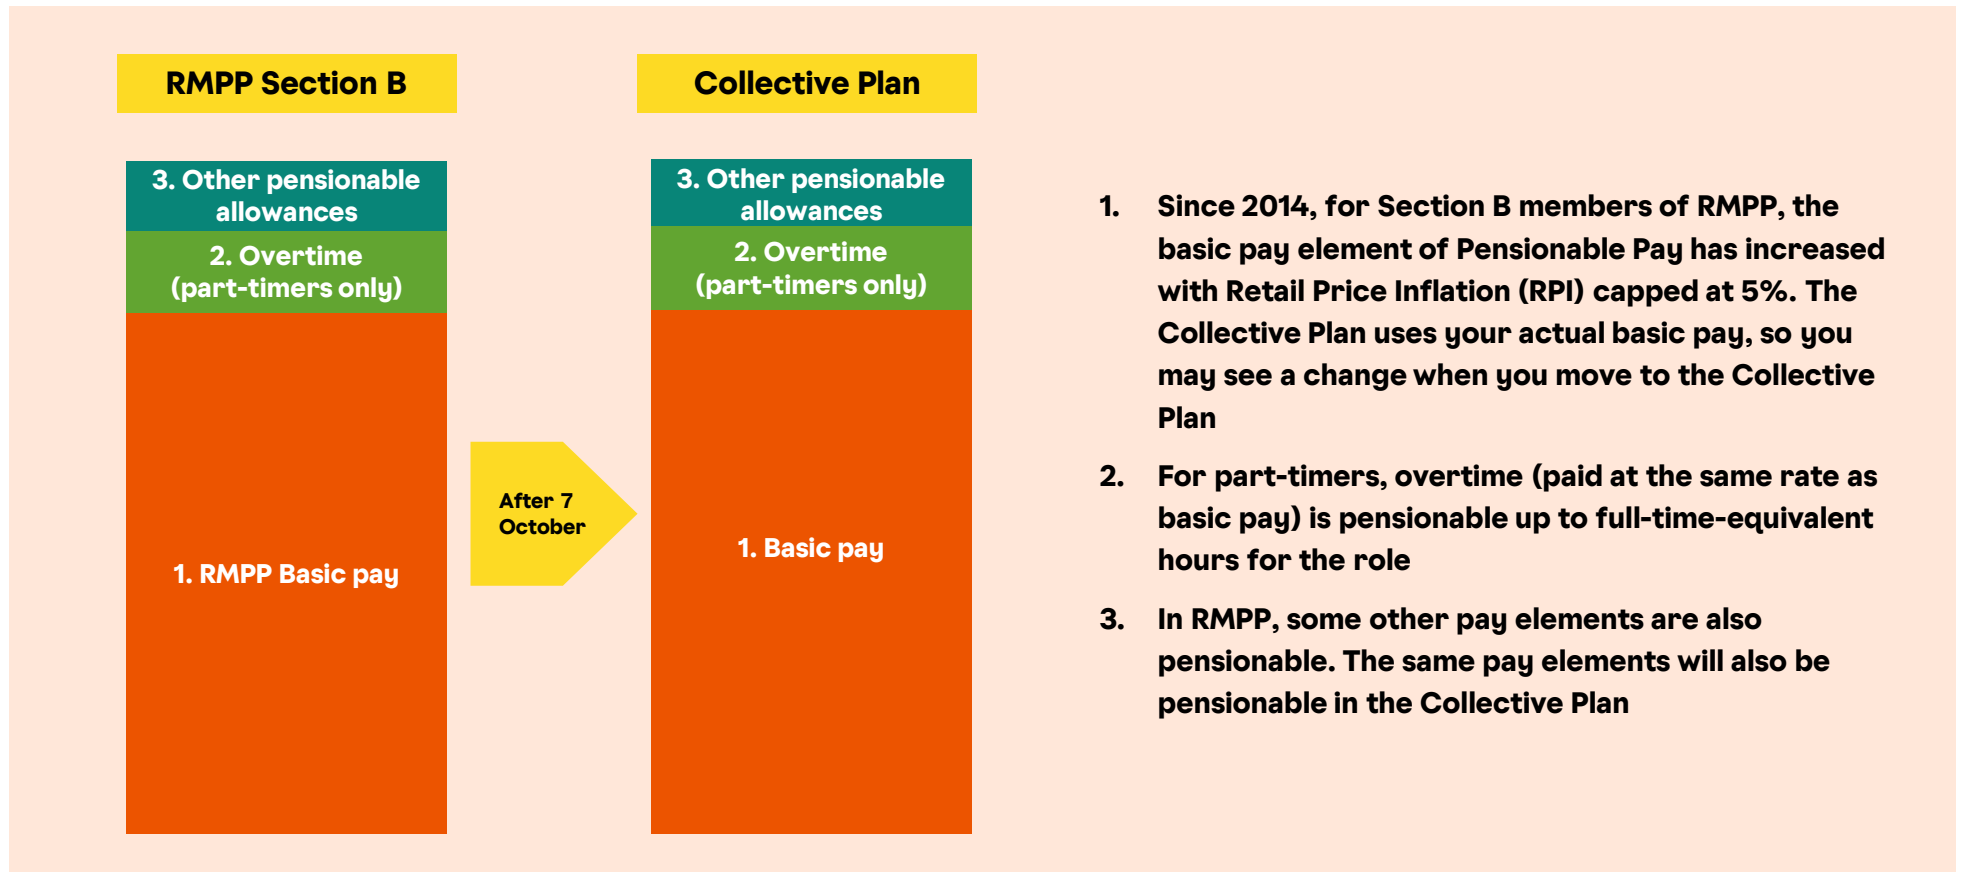 RMPP Section B
3. Other pensionable
allowances
2. Overtime
(part-timers only)
1. RMPP Basic pay
After 7
October
Collective Plan
3. Other pensionable
allowances
2. Overtime
(part-timers only)
1. Basic pay
1. Since 2014, for Section B members of RMPP, the
basic pay element of Pensionable Pay has increased
with Retail Price Inflation (RPI) capped at 5%. The
Collective Plan uses your actual basic pay, so you
may see a change when you move to the Collective
Plan
2. For part-timers, overtime (paid at the same rate as
basic pay) is pensionable up to full-time-equivalent
hours for the role
3. In RMPP, some other pay elements are also
pensionable. The same pay elements will also be
pensionable in the Collective Plan